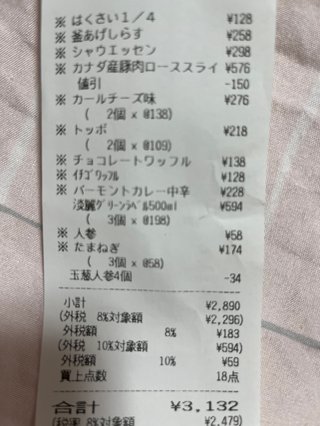 ※ はくさい1/4 ¥128
※ 釜あげしらす ¥258
※ シャウエッセン ¥298
※ カナダ産豚肉ローススライ ¥576
値引 -150
※ カールチーズ味 ¥276
( 2個 x @138)
※ トッポ ¥218
( 2個 x @109)
※ チョコレートワッフル ¥138
※ ｲﾁｺﾞﾜｯﾌﾙ ¥128
※ バーモントカレー中辛 ¥228
淡麗ｸﾞﾘｰﾝﾗﾍﾞﾙ500ml ¥594
( 3個 x @198)
※ 人参 ¥58
※ たまねぎ ¥174
( 3個 x @58)
玉葱人参4個 -34
小計 ¥2,890
(外税 8%対象額 ¥2,296)
外税額 8% ¥183
(外税 10%対象額 ¥594)
外税額 10% ¥59
買上点数 18点
合計 ¥3,132
(税率 8%対象額 ¥2,479)